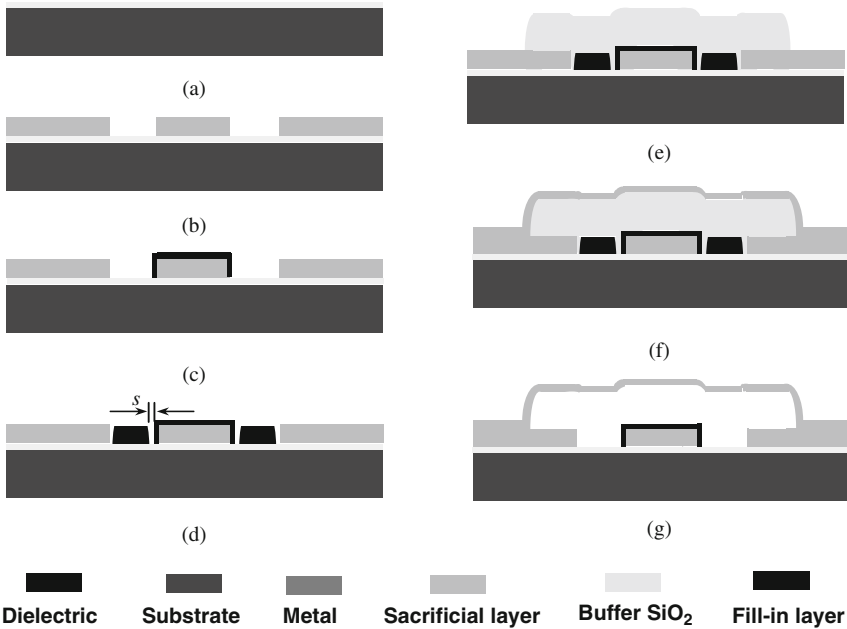 (a)
(b)
(c)
s
(d)
(e)
(f)
(g)
Dielectric
Substrate
Metal
Sacrificial layer
Buffer SiO2
Fill-in layer